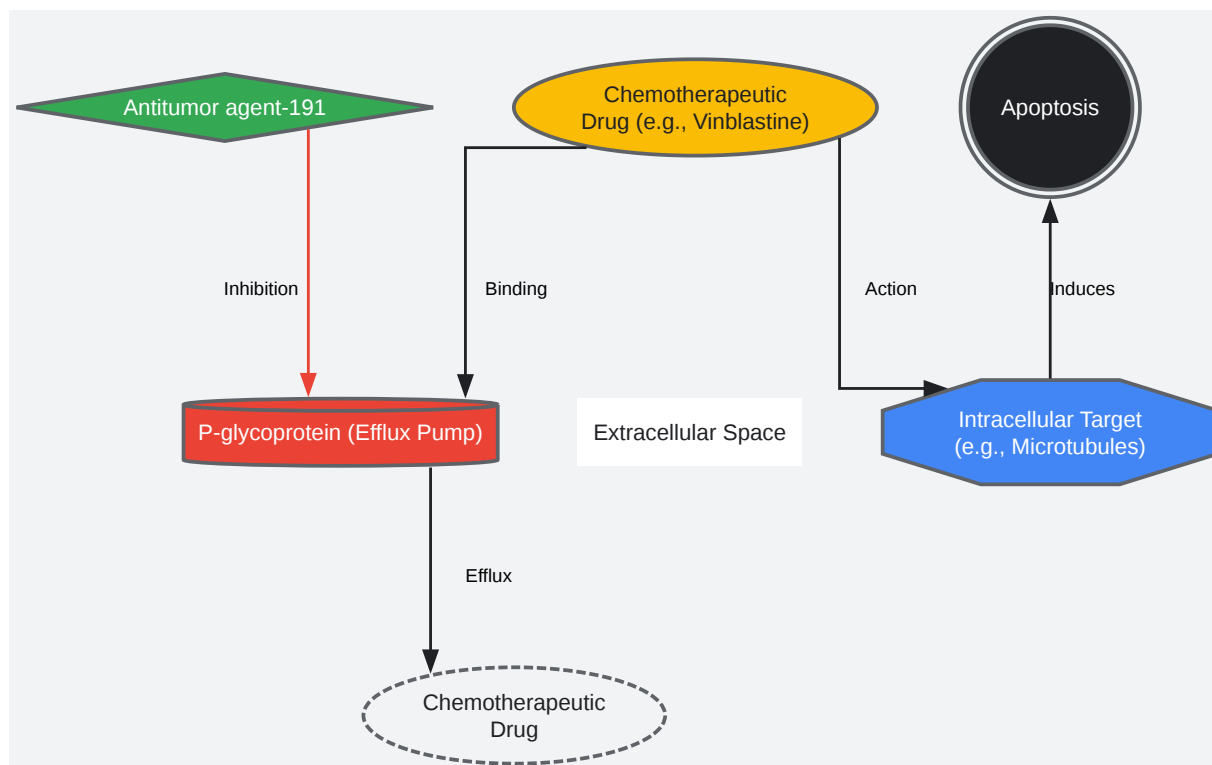 Antitumor agent-191
Chemotherapeutic
Drug (e.g., Vinblastine)
Apoptosis
Inhibition
Binding
Action
Induces
P-glycoprotein (Efflux Pump)
Extracellular Space
Intracellular Target
(e.g., Microtubules)
Efflux
Chemotherapeutic
Drug